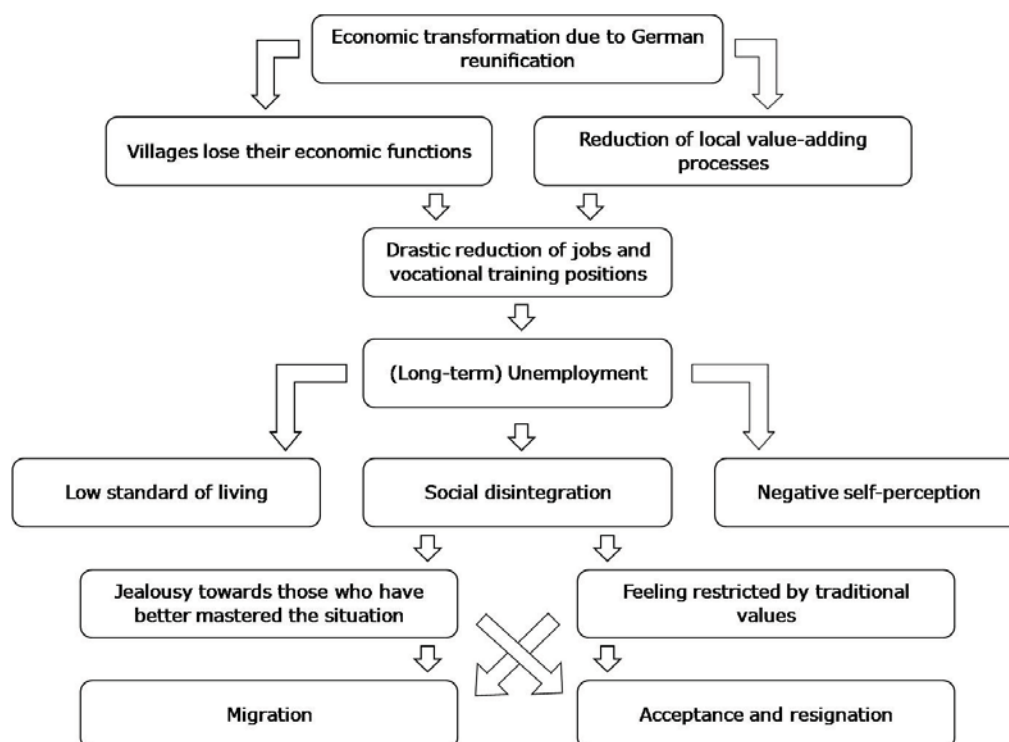 Economic transformation due to German
reunification
Villages lose their economic functions
Reduction of local value-adding
processes
Drastic reduction of jobs and
vocational training positions
(Long-term) Unemployment
Low standard of living
Social disintegration
Negative self-perception
Jealousy towards those who have
better mastered the situation
Feeling restricted by traditional
values
Migration
Acceptance and resignation